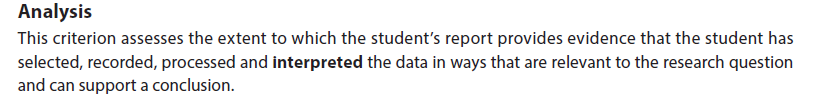 Analysis
This criterion assesses the extent to which the student’s report provides evidence that the student has
selected, recorded, processed and interpreted the data in ways that are relevant to the research question
and can support a conclusion.